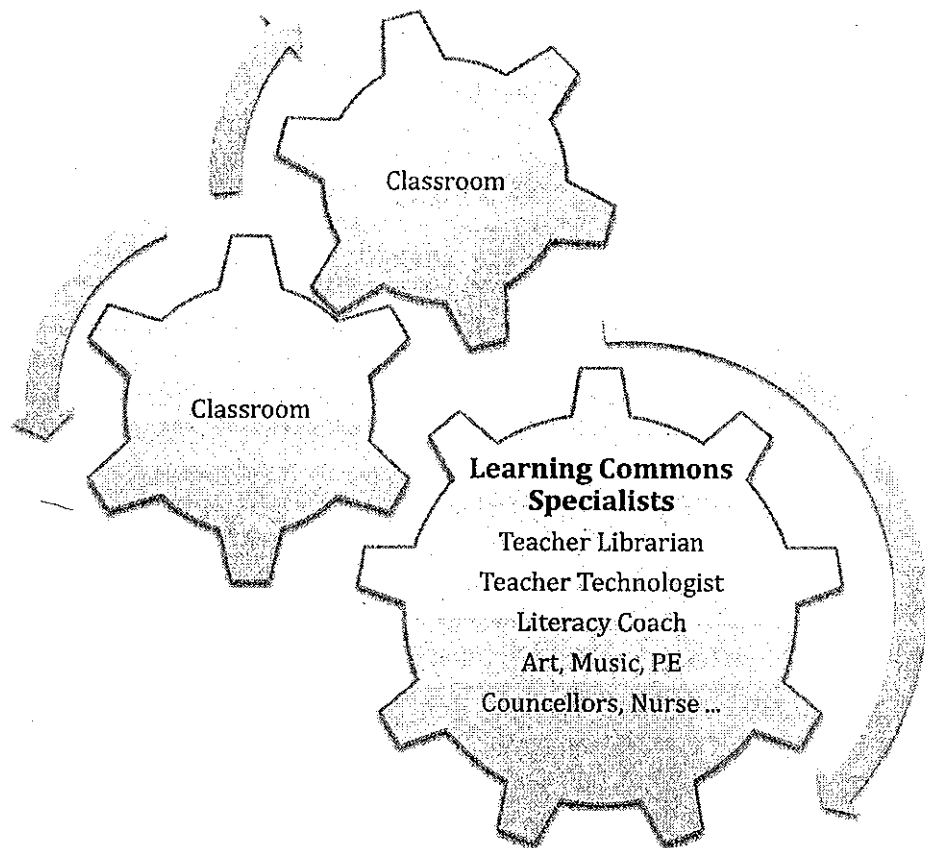 Classroom
Classroom
Learning Commons
Specialists
Teacher Librarian
Teacher Technologist
Literacy Coach
Art, Music, PE
Councellors, Nurse ...